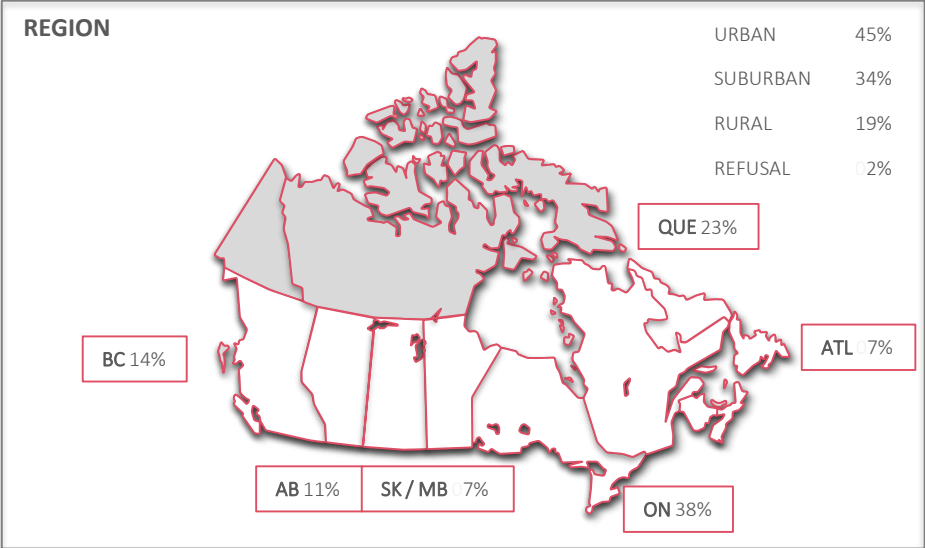 REGION
URBAN 45%
SUBURBAN 34%
RURAL 19%
REFUSAL 02%
QUE 23%
BC 14%
ATL 07%
AB 11%
SK / MB 07%
ON 38%